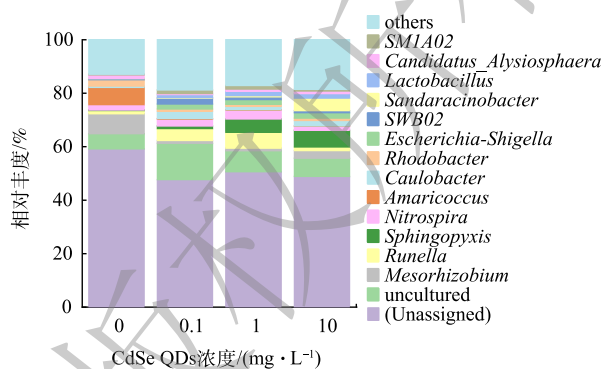 others
100
SM1A02
Candidatus_Alysiosphaera
80
Lactobacillus
Sandaracinobacter
SWB02
60
Escherichia-Shigella
Rhodobacter
Caulobacter
40
Amaricoccus
Nitrospira
Sphingopyxis
20
Runella
Mesorhizobium
uncultured
0
(Unassigned)
相对丰度/%
0 0.1 1 10
CdSe QDs浓度/(mg·L⁻¹)